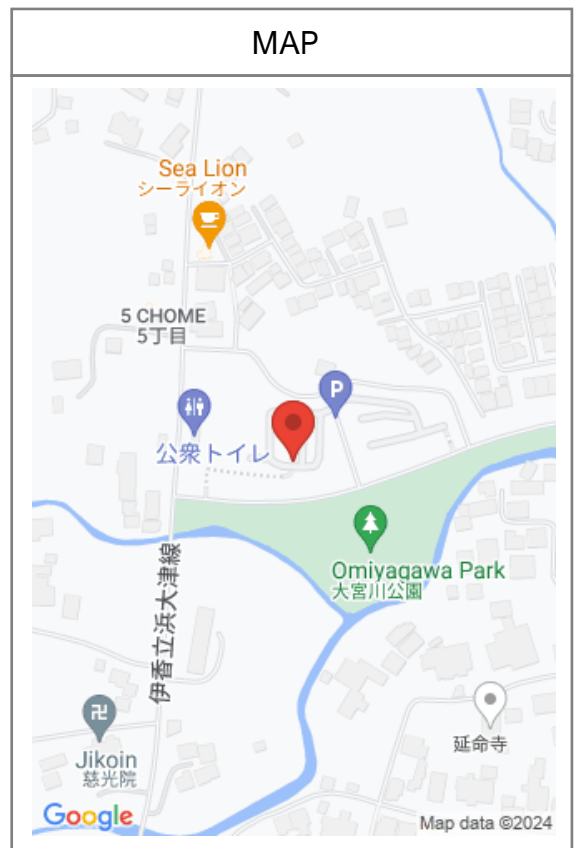 MAP
Sea Lion
シーライオン
5 CHOME
5丁目
P
公衆トイレ
Omiyagawa Park
大宮川公園
伊香立浜大津線
卍
延命寺
Jikoin
慈光院
Google
Map data ©2024